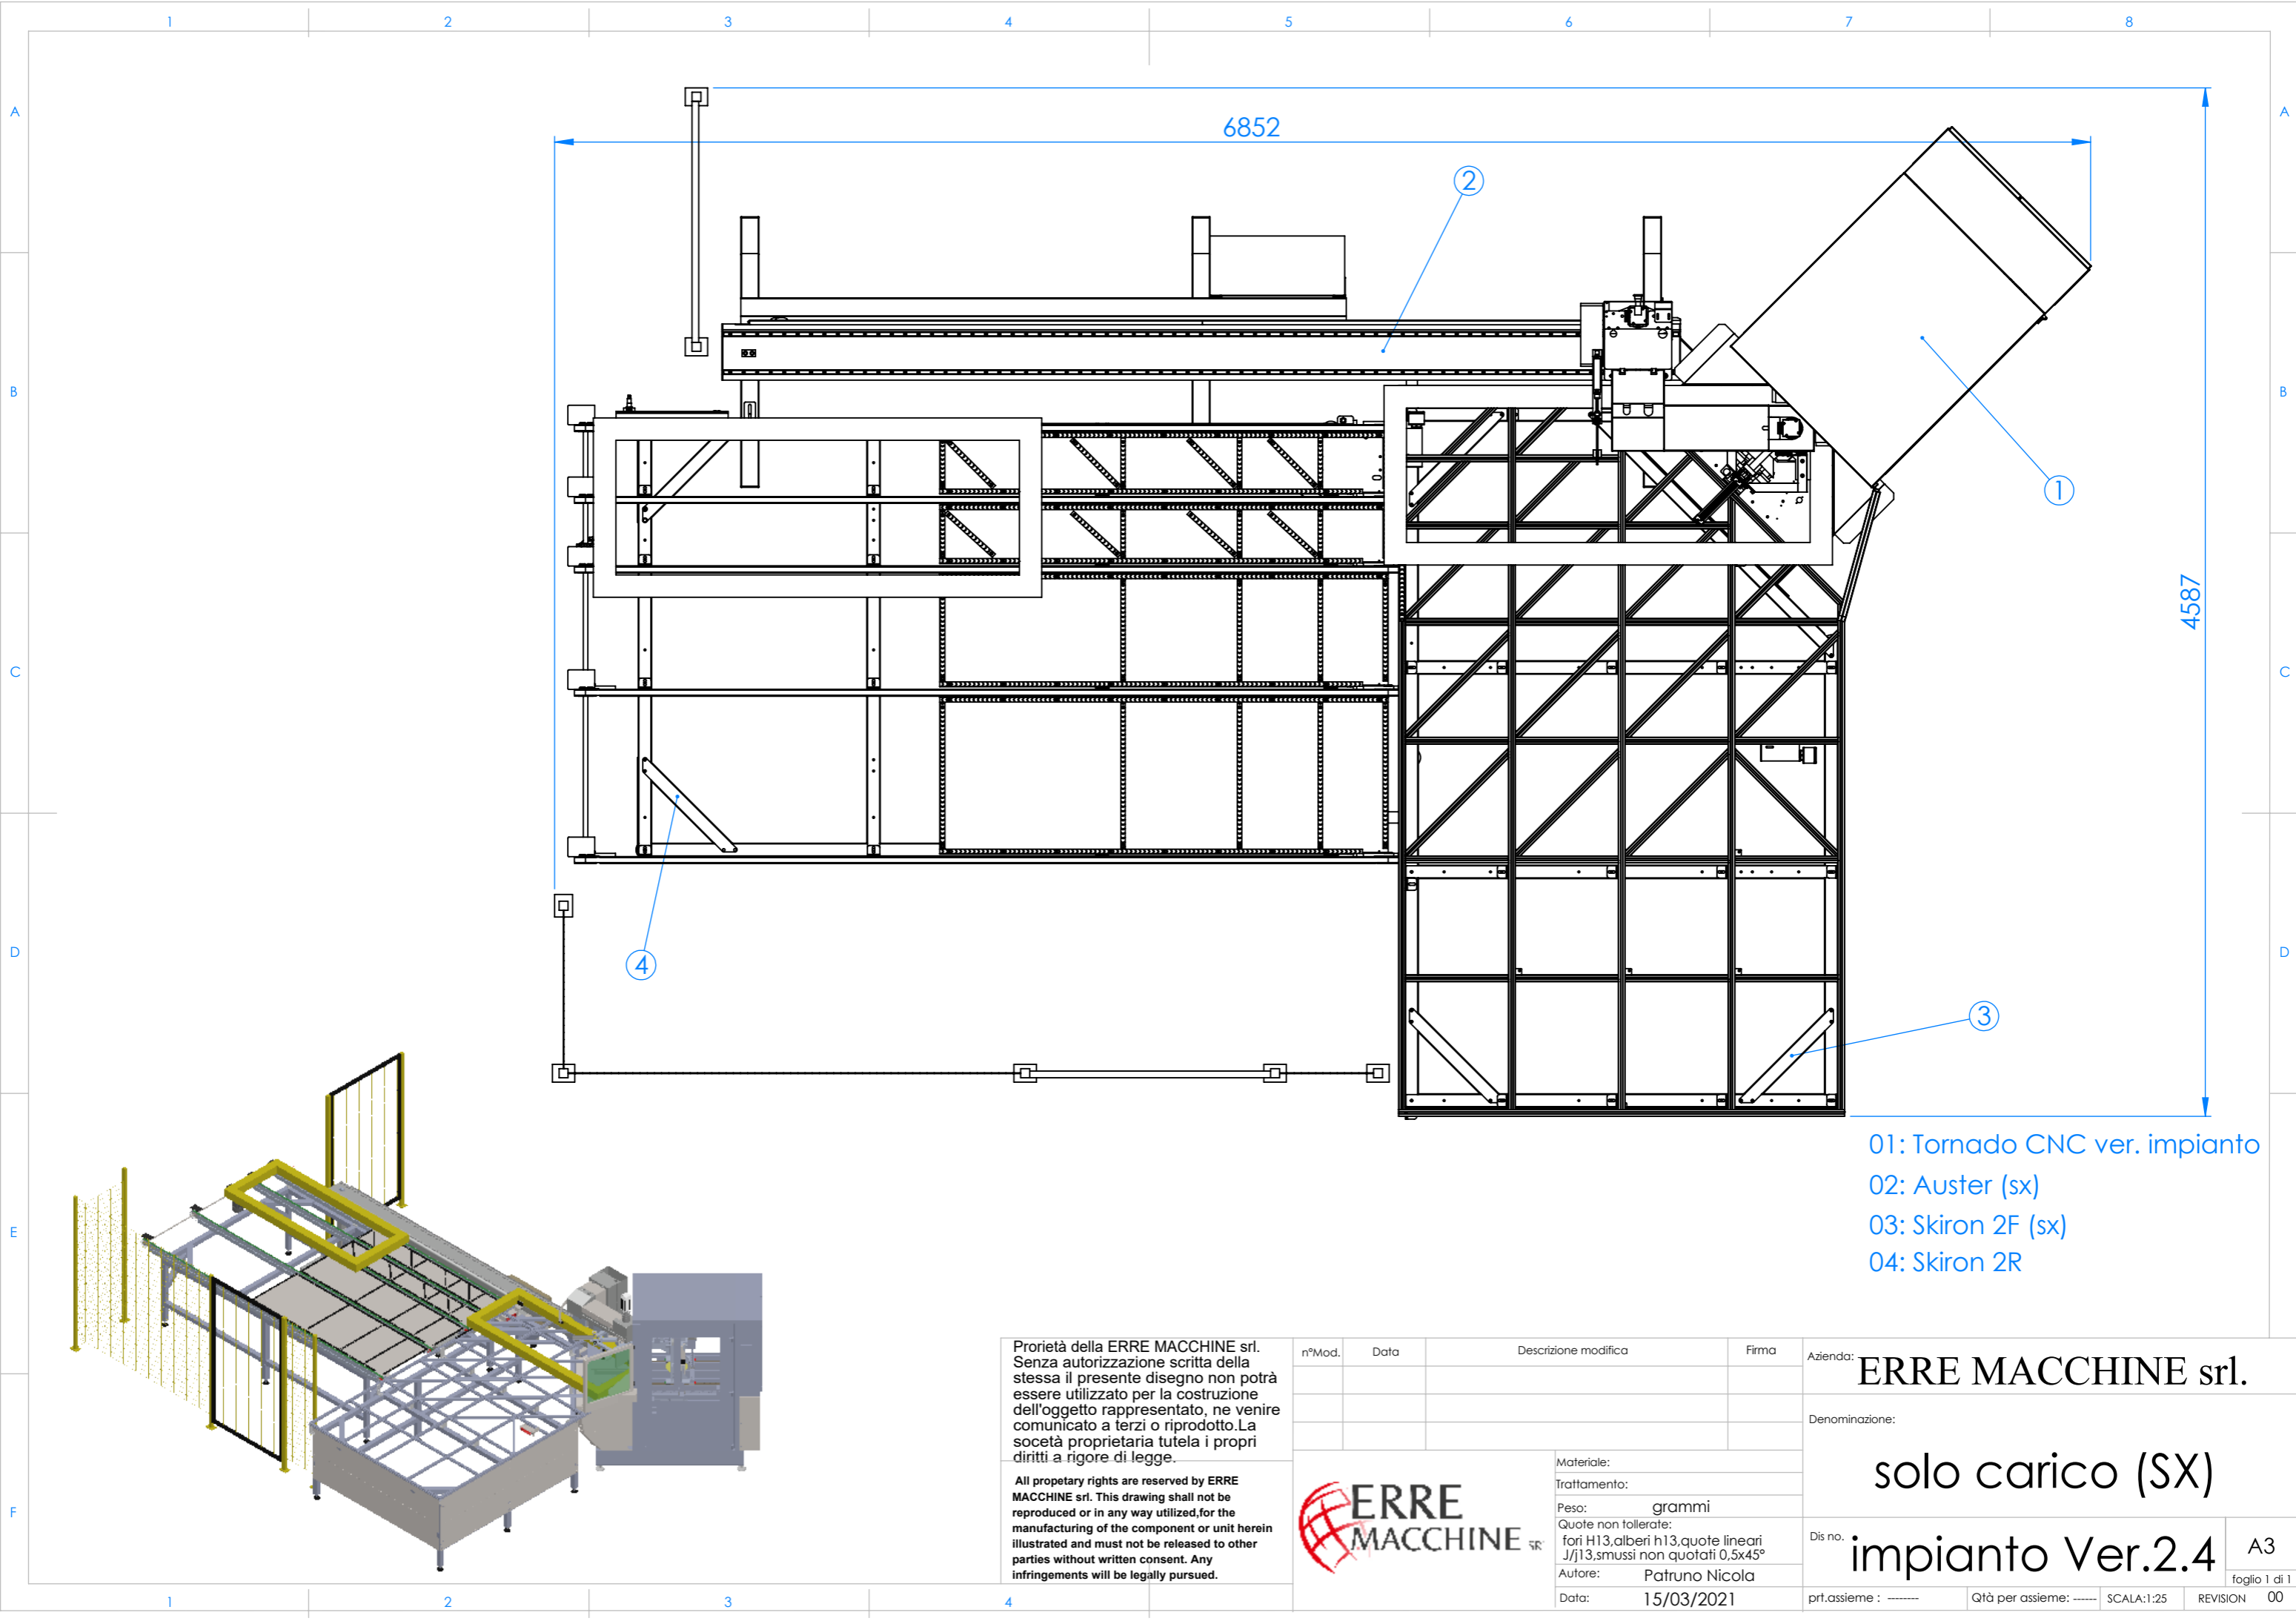 1 2 3 4 5 6 7 8
A A
B B
C C
D D
E
F
6852
4587
2
1
4
3
01: Tornado CNC ver. impianto
02: Auster (sx)
03: Skiron 2F (sx)
04: Skiron 2R
Prorietà della ERRE MACCHINE srl.
Senza autorizzazione scritta della
stessa il presente disegno non potrà
essere utilizzato per la costruzione
dell'oggetto rappresentato, ne venire
comunicato a terzi o riprodotto.La
socetà proprietaria tutela i propri
diritti a rigore di legge.
All propetary rights are reserved by ERRE
MACCHINE srl. This drawing shall not be
reproduced or in any way utilized,for the
manufacturing of the component or unit herein
illustrated and must not be released to other
parties without written consent. Any
infringements will be legally pursued.
n°Mod. Data Descrizione modifica Firma
ERRE
MACCHINE SRL
Materiale:
Trattamento:
Peso: grammi
Quote non tollerate:
fori H13,alberi h13,quote lineari
J/j13,smussi non quotati 0,5x45°
Autore: Patruno Nicola
Data: 15/03/2021
Azienda: ERRE MACCHINE srl.
Denominazione:
solo carico (SX)
Dis no. impianto Ver.2.4
A3
foglio 1 di 1
prt.assieme : --------
Qtà per assieme: ------
SCALA:1:25
REVISION 00
1 2 3 4